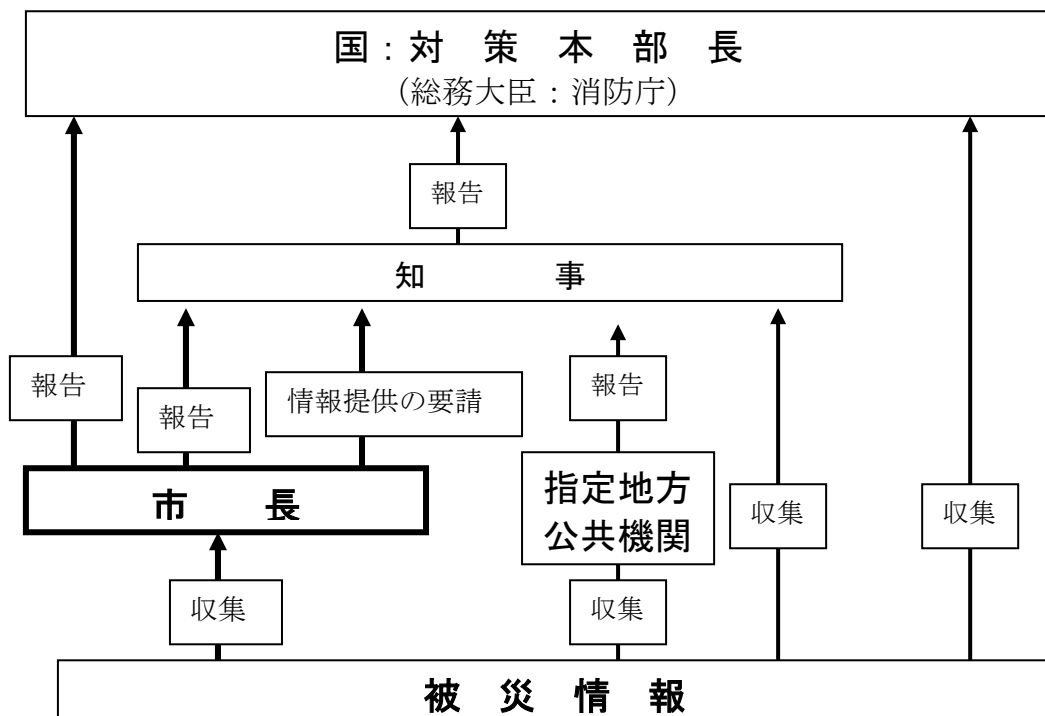 国：対策本部長
（総務大臣：消防庁）
報告
知事
報告
報告
情報提供の要請
報告
市長
指定地方
公共機関
収集
収集
収集
収集
被災情報